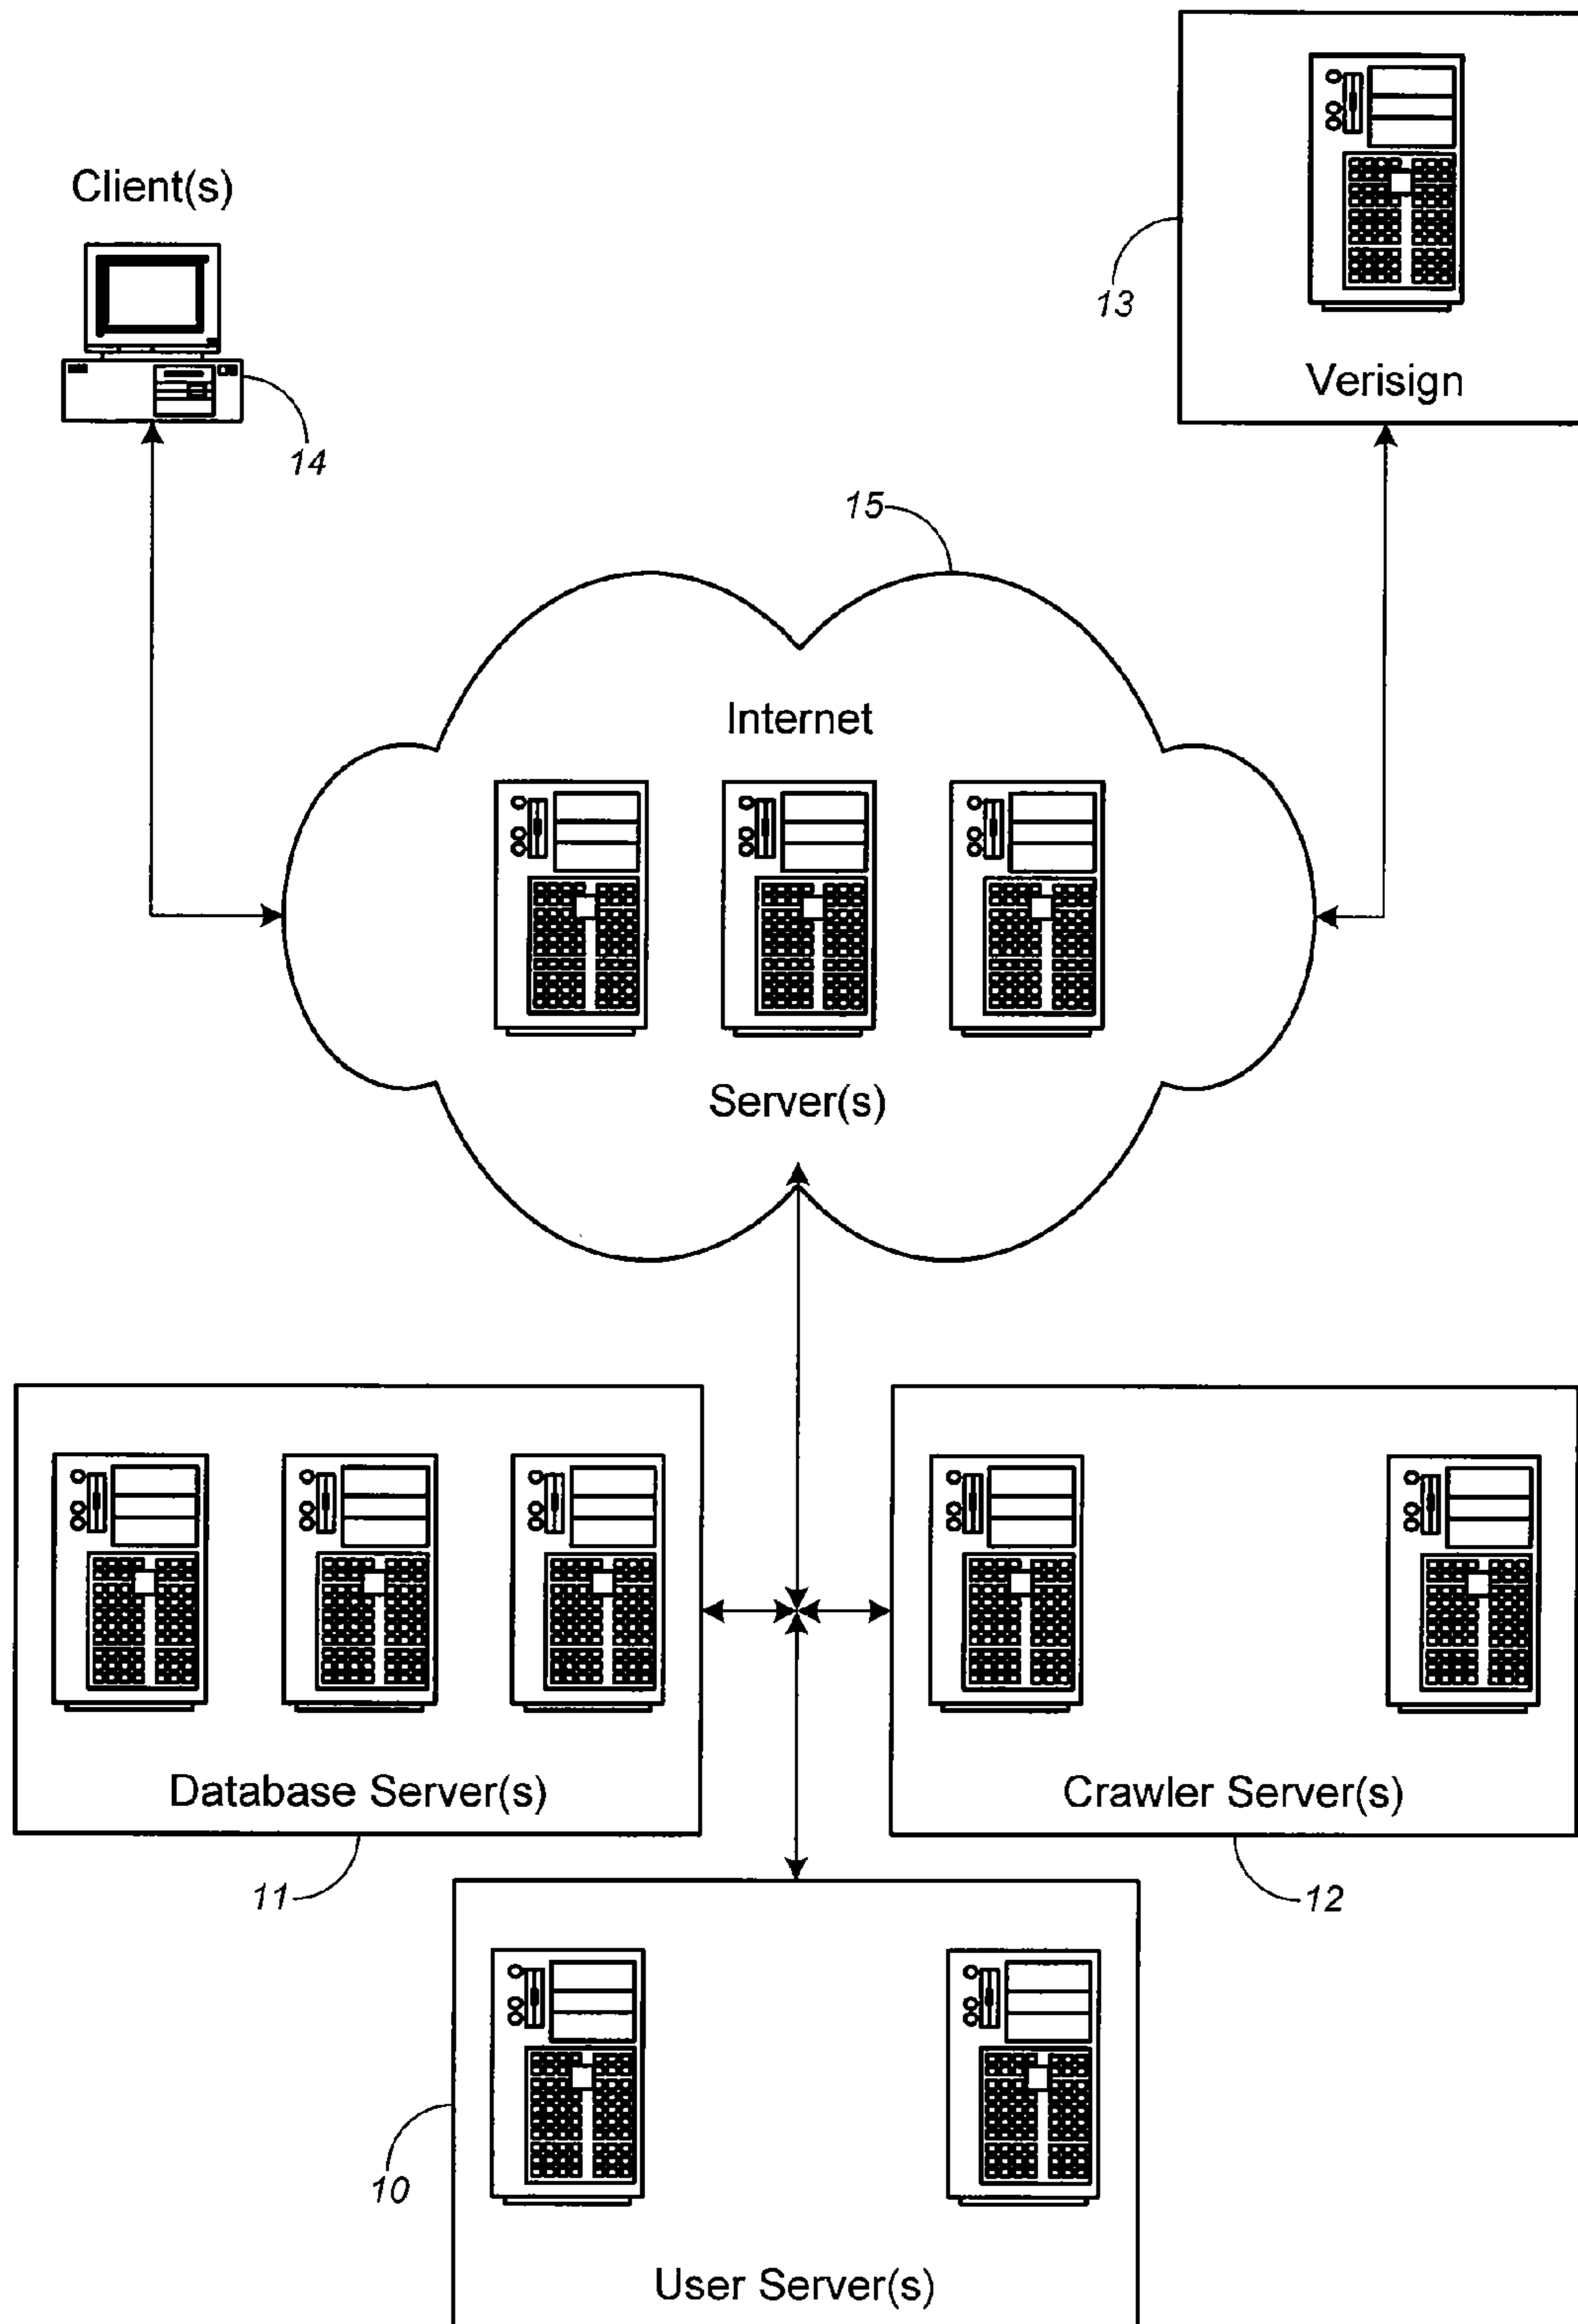 Client(s)
13
Verisign
14
15
Internet
Server(s)
Database Server(s)
Crawler Server(s)
11
12
10
User Server(s)